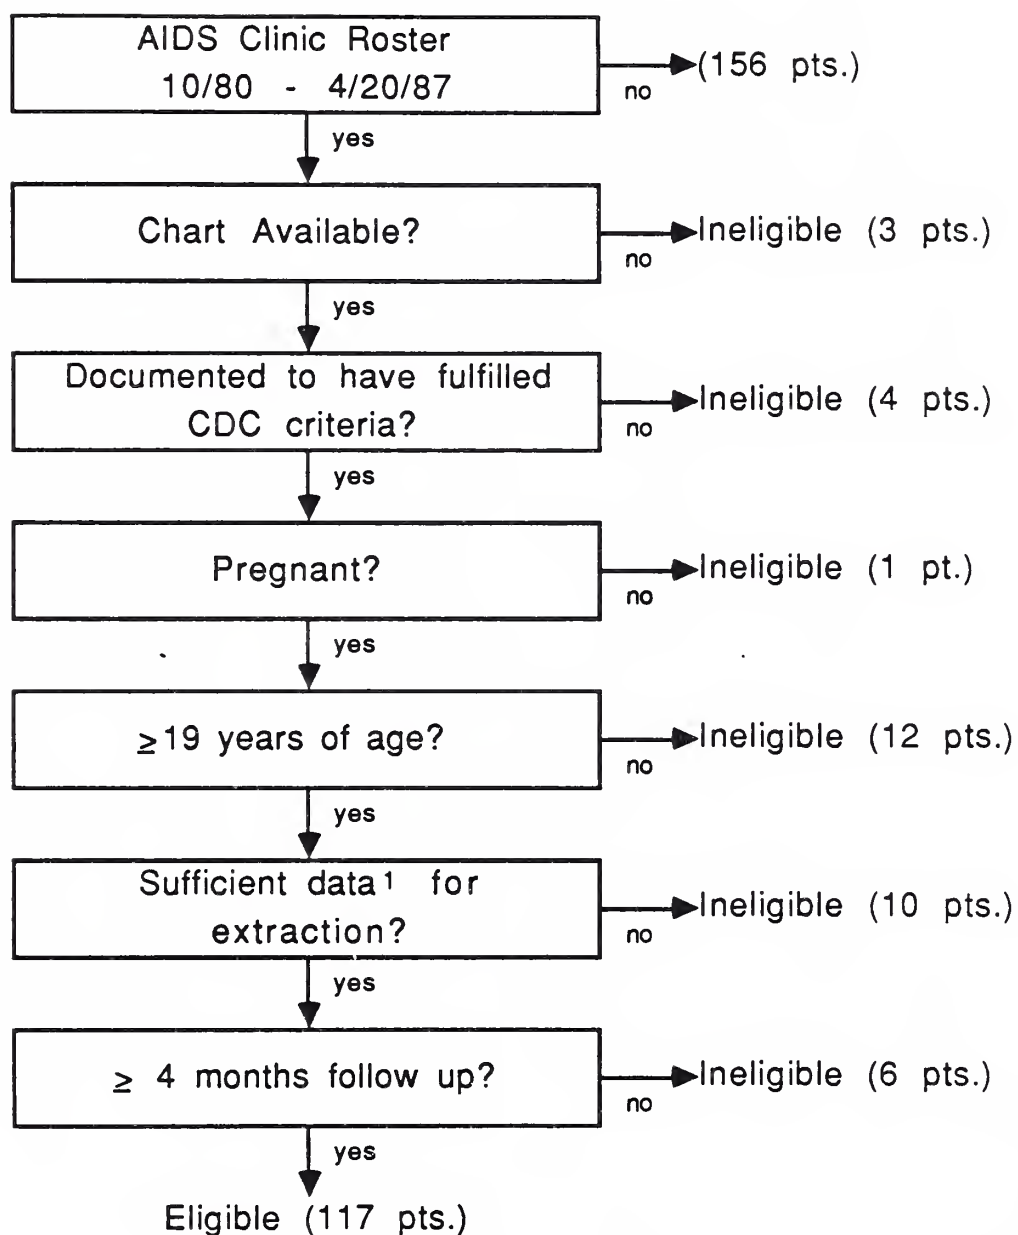 AIDS Clinic Roster
10/80 - 4/20/87
(156 pts.)
no
yes
Chart Available?
Ineligible (3 pts.)
no
yes
Documented to have fulfilled
CDC criteria?
Ineligible (4 pts.)
no
yes
Pregnant?
Ineligible (1 pt.)
no
yes
≥19 years of age?
Ineligible (12 pts.)
no
yes
Sufficient data¹ for
extraction?
Ineligible (10 pts.)
no
yes
≥ 4 months follow up?
Ineligible (6 pts.)
no
yes
Eligible (117 pts.)